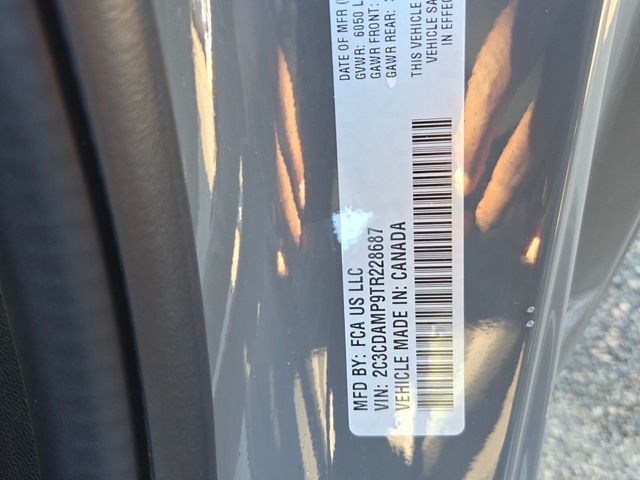 MFD BY: FCA US LLC
VIN: 2C3CDAMP9TR228687
VEHICLE MADE IN: CANADA
DATE OF MFR
GVWR: 6050 L
GAWR FRONT:
GAWR REAR:
THIS VEHICLE
VEHICLE SA
IN EFFEC